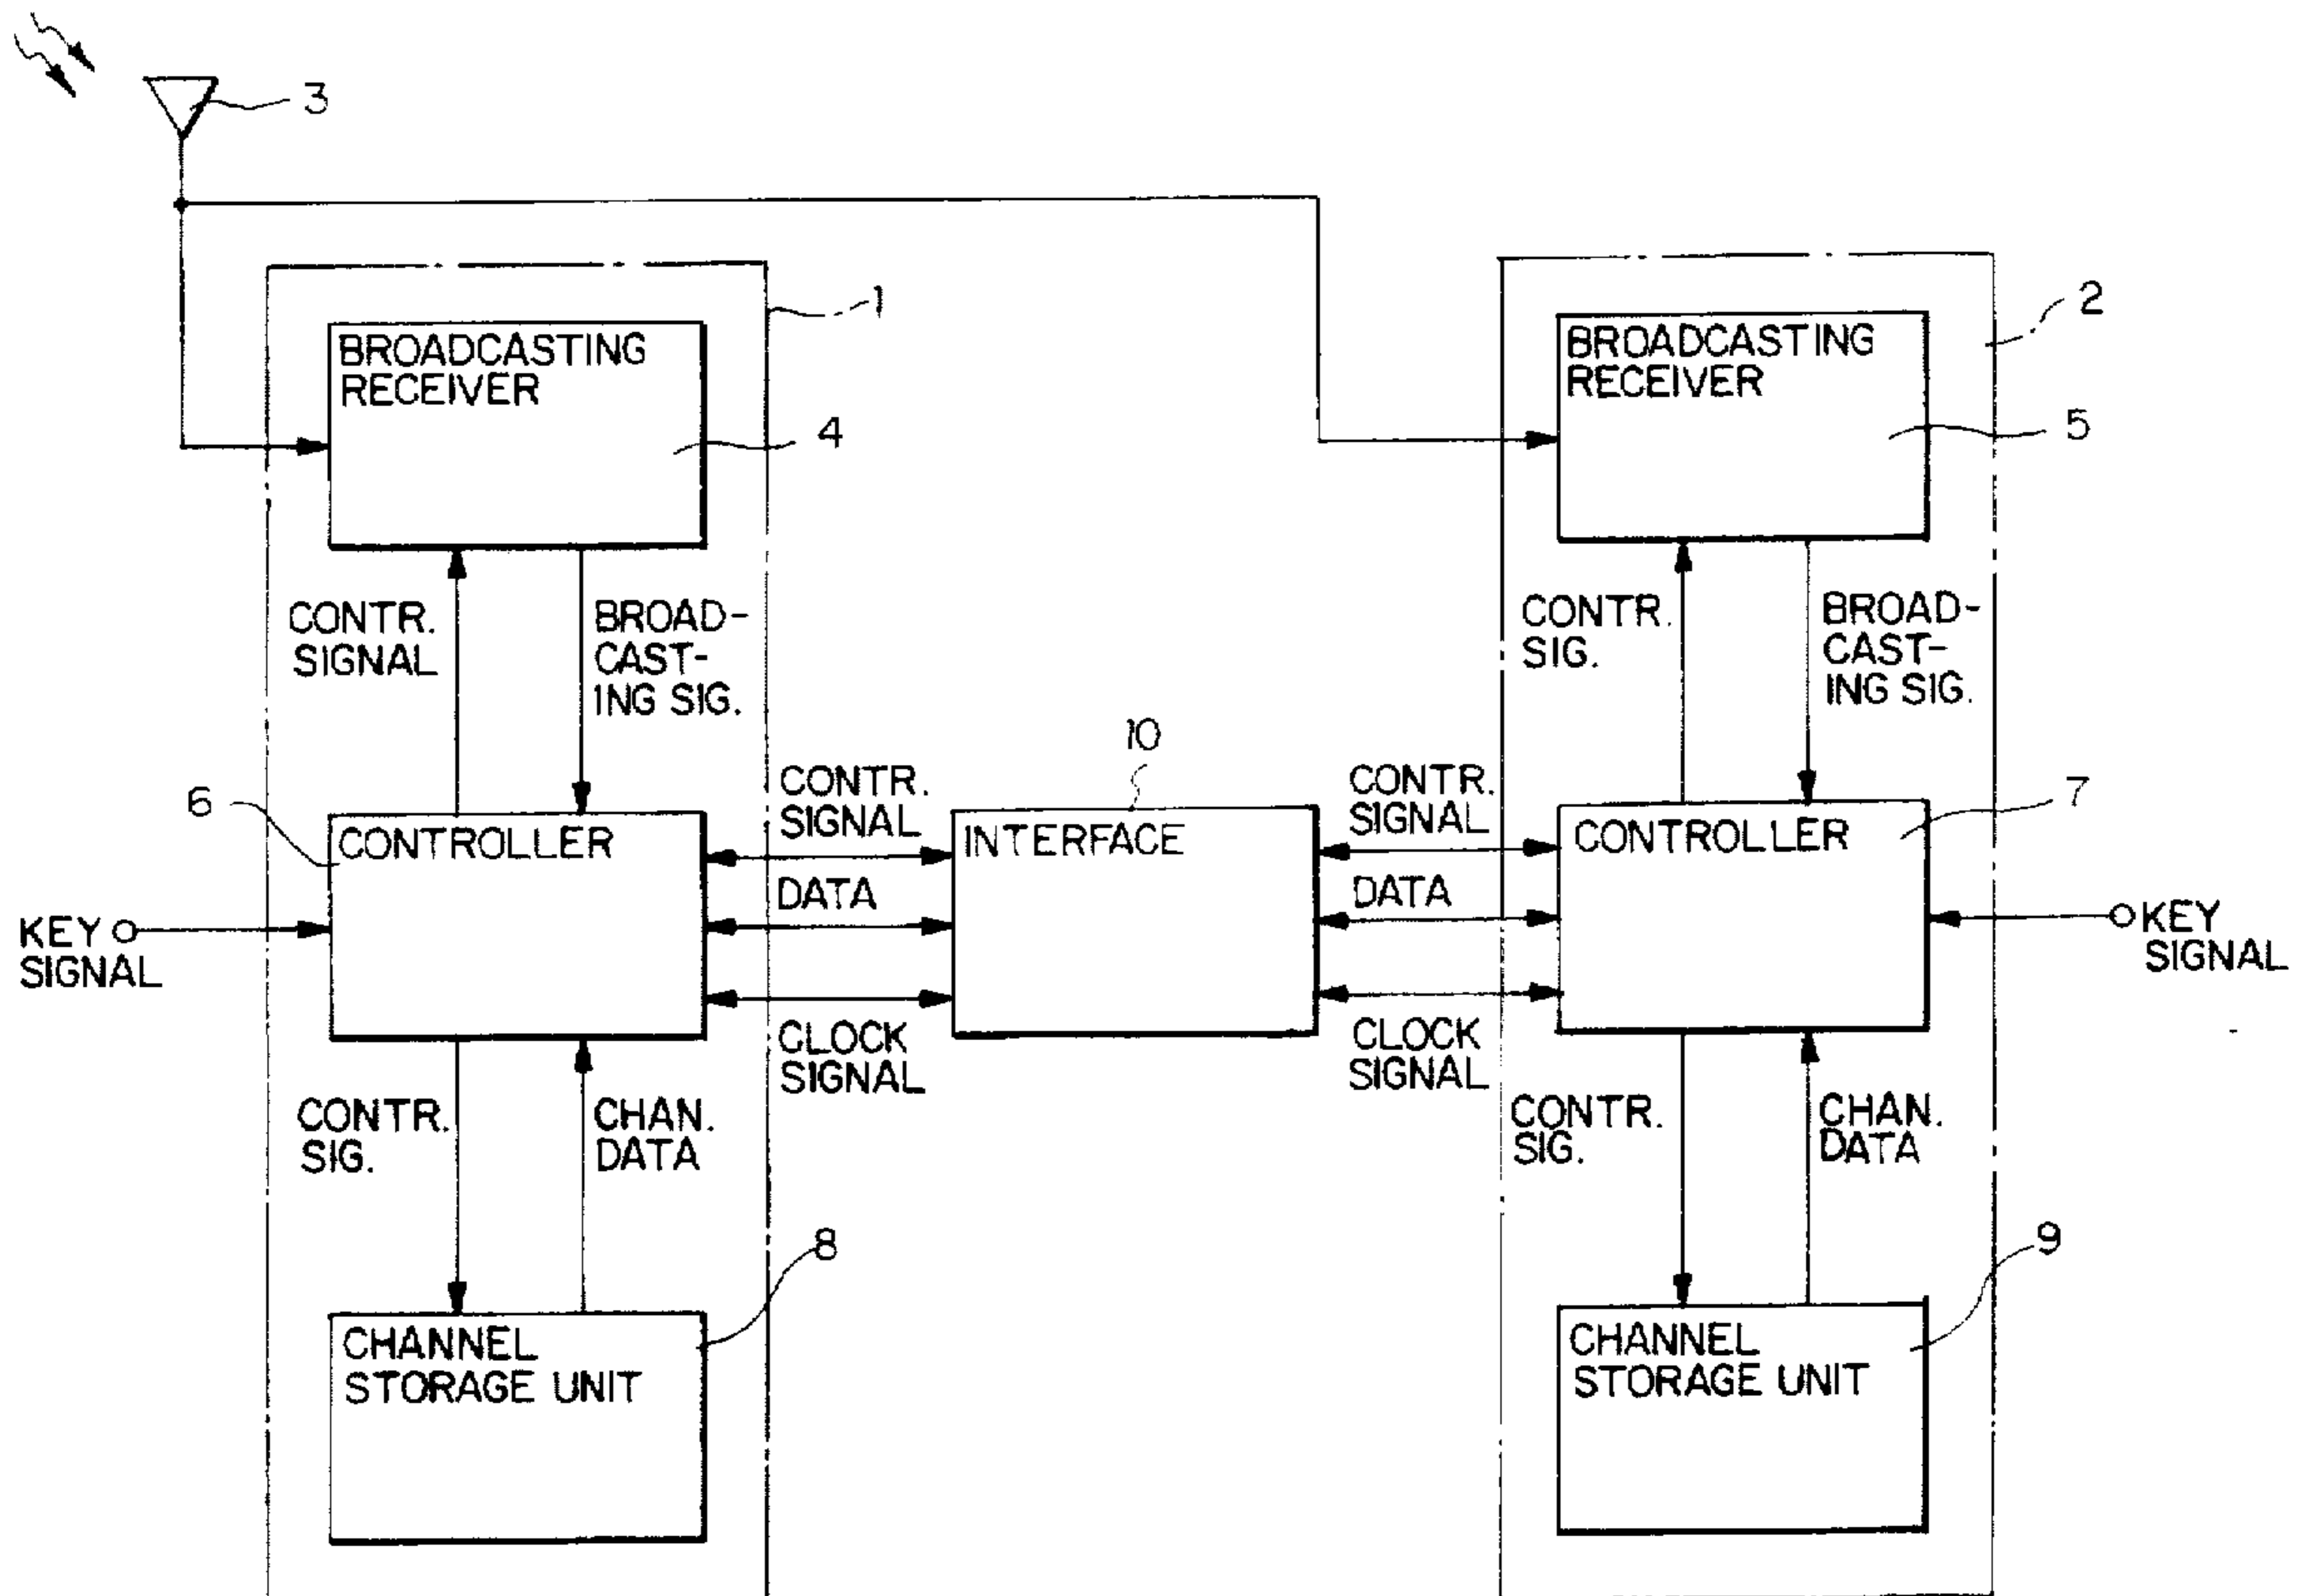 3
1
2
BROADCASTING
RECEIVER
4
BROADCASTING
RECEIVER
5
CONTR.
SIGNAL
BROAD-
CAST-
ING SIG.
CONTR.
SIG.
BROAD-
CAST-
ING SIG.
6
CONTROLLER
KEY
SIGNAL
CONTR.
SIGNAL
DATA
CLOCK
SIGNAL
10
INTERFACE
CONTR.
SIGNAL
DATA
CLOCK
SIGNAL
CONTROLLER
7
KEY
SIGNAL
CONTR.
SIG.
CHAN.
DATA
CONTR.
SIG.
CHAN.
DATA
8
CHANNEL
STORAGE UNIT
9
CHANNEL
STORAGE UNIT